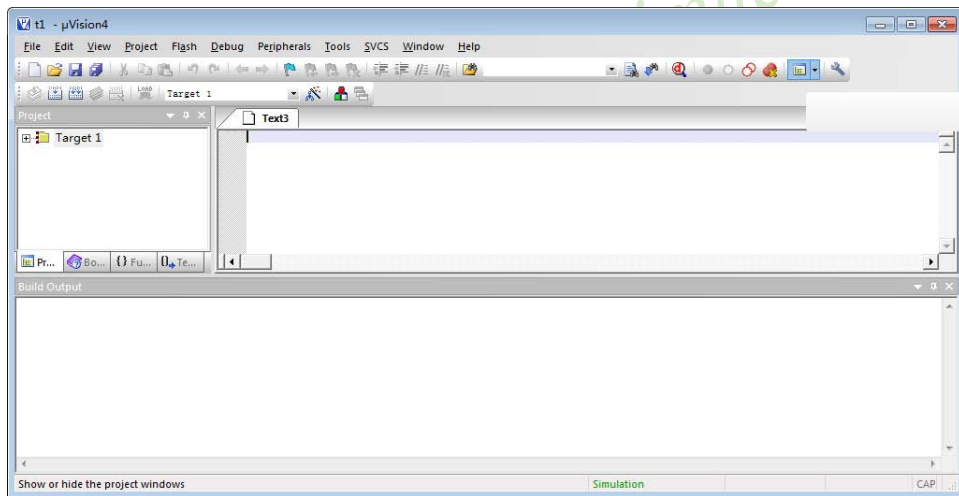 t1 - µVision4
File Edit View Project Flash Debug Peripherals Tools SVCS Window Help
LOAD Target 1
Project
Text3
Target 1
Pr... Bo... {} Fu... 0 Te...
Build Output
Show or hide the project windows Simulation CAP